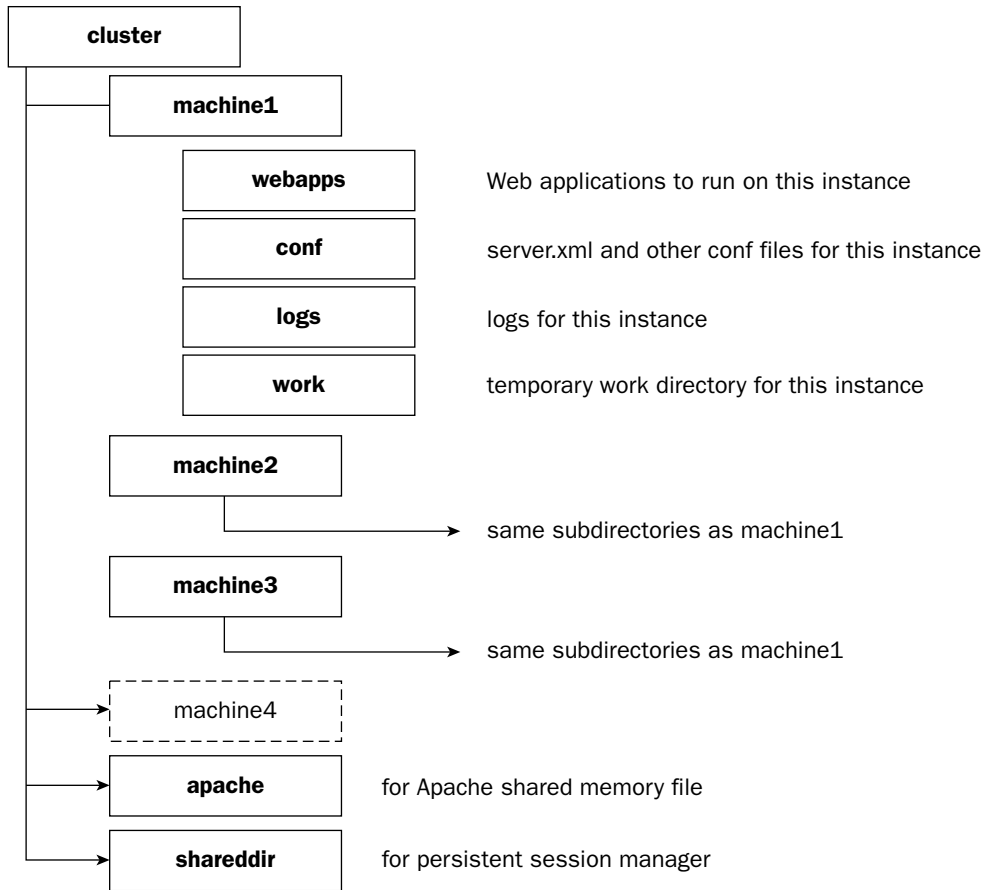 cluster
machine1
webapps Web applications to run on this instance
conf server.xml and other conf files for this instance
logs logs for this instance
work temporary work directory for this instance
machine2
same subdirectories as machine1
machine3
same subdirectories as machine1
machine4
apache for Apache shared memory file
shareddir for persistent session manager